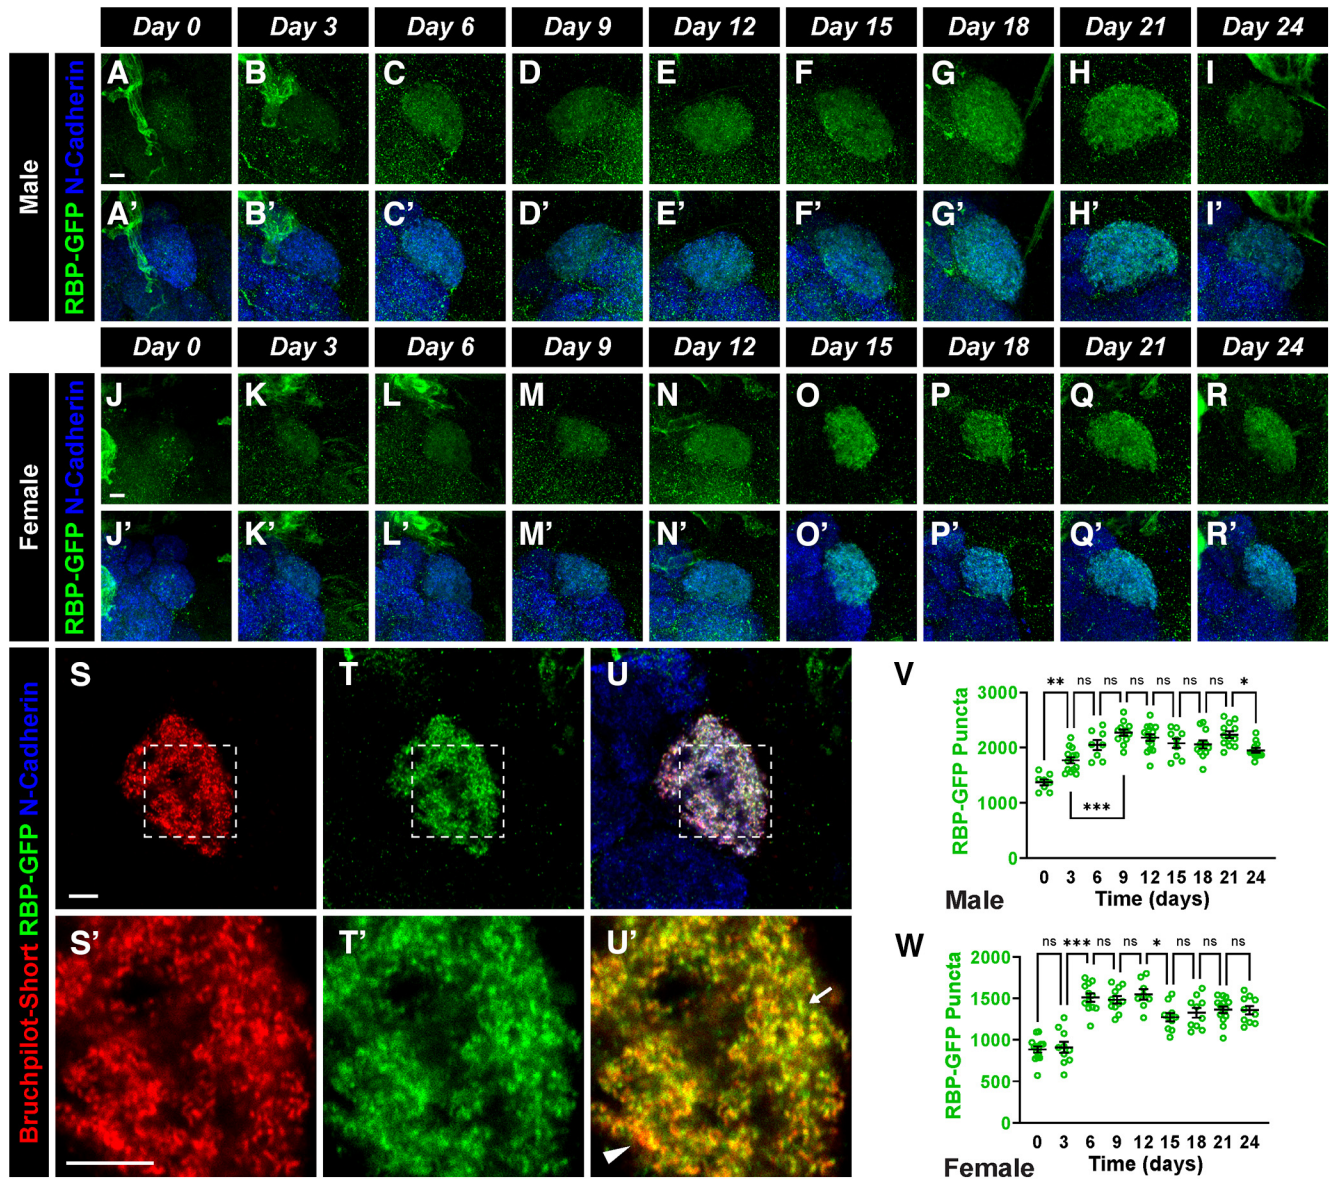 Day 0 Day 3 Day 6 Day 9 Day 12 Day 15 Day 18 Day 21 Day 24
Male
RBP-GFP N-Cadherin
A B C D E F G H I
A’ B’ C’ D’ E’ F’ G’ H’ I’
Day 0 Day 3 Day 6 Day 9 Day 12 Day 15 Day 18 Day 21 Day 24
Female
RBP-GFP N-Cadherin
J K L M N O P Q R
J’ K’ L’ M’ N’ O’ P’ Q’ R’
Bruchpilot-Short RBP-GFP N-Cadherin
S T U
S’ T’ U’
V
RBP-GFP Puncta
3000
2000
1000
0
** ns ns ns ns ns ns *
***
0 3 6 9 12 15 18 21 24
Male Time (days)
W
RBP-GFP Puncta
2000
1500
1000
500
0
ns *** ns ns * ns ns ns
0 3 6 9 12 15 18 21 24
Female Time (days)